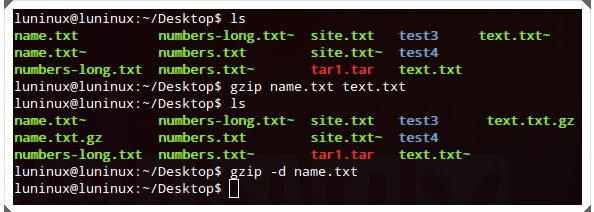 luninux@luninux:~/Desktop$ ls
name.txt numbers-long.txt~ site.txt test3 text.txt~
name.txt~ numbers.txt site.txt~ test4
numbers-long.txt numbers.txt~ tar1.tar text.txt
luninux@luninux:~/Desktop$ gzip name.txt text.txt
luninux@luninux:~/Desktop$ ls
name.txt~ numbers-long.txt~ site.txt test3 text.txt.gz
name.txt.gz numbers.txt site.txt~ test4
numbers-long.txt numbers.txt~ tar1.tar text.txt~
luninux@luninux:~/Desktop$ gzip -d name.txt
luninux@luninux:~/Desktop$